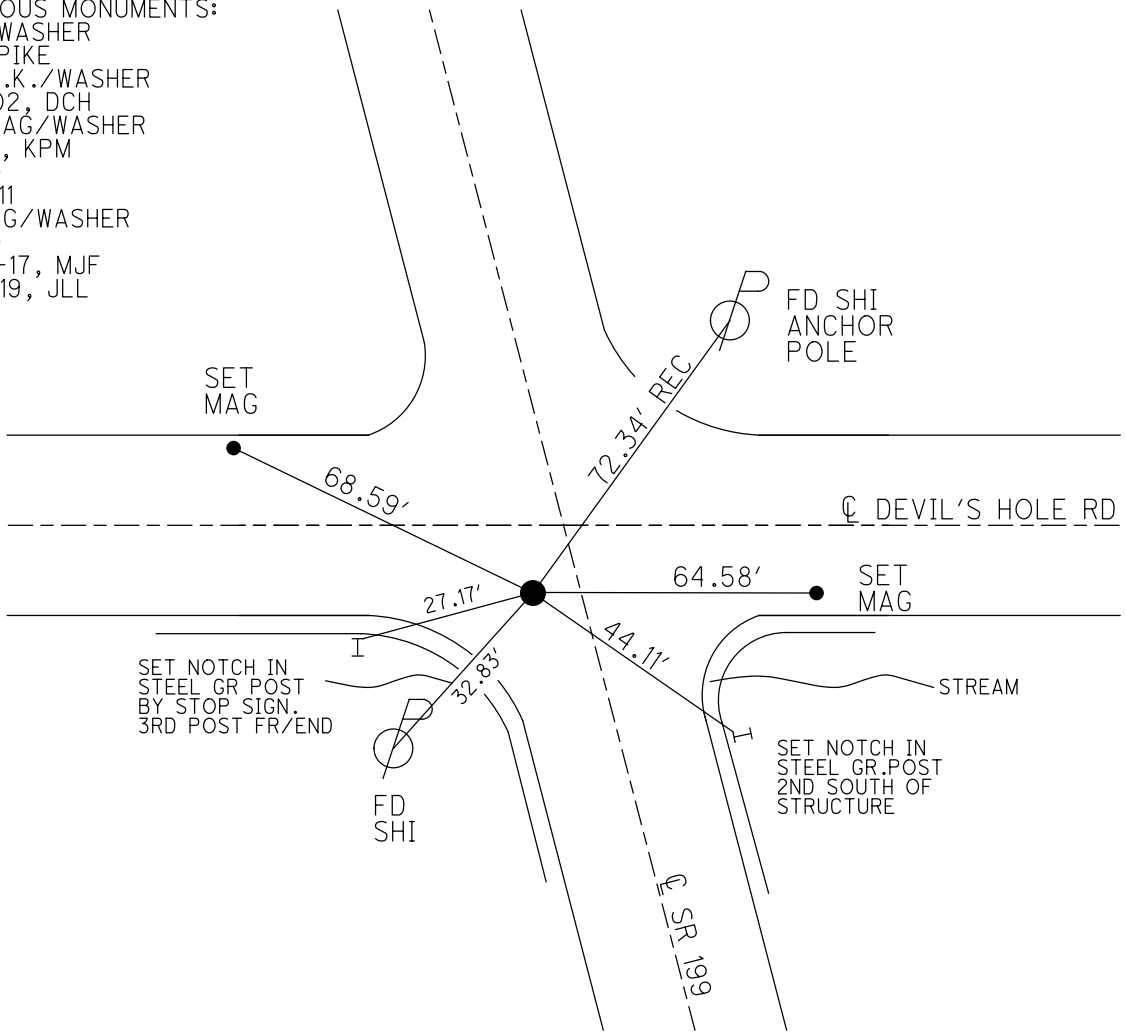 OUS MONUMENTS:
WASHER
PIKE
.K./WASHER
02, DCH
AG/WASHER
, KPM
11
G/WASHER
-17, MJF
19, JLL
SET
MAG
FD SHI
ANCHOR
POLE
72.34' REC
68.59'
℄ DEVIL'S HOLE RD
64.58'
SET
MAG
27.17'
44.11'
32.83'
SET NOTCH IN
STEEL GR POST
BY STOP SIGN.
3RD POST FR/END
STREAM
SET NOTCH IN
STEEL GR.POST
2ND SOUTH OF
STRUCTURE
FD
SHI
℄ SR 199